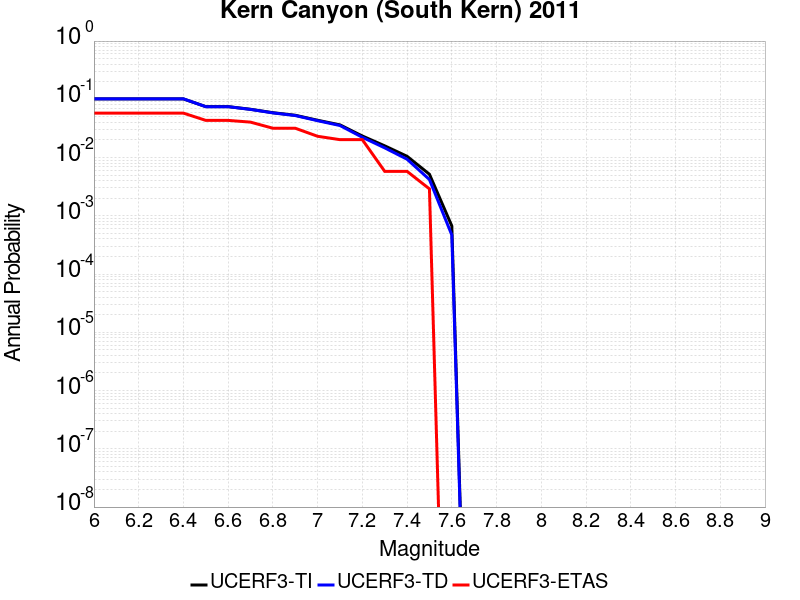 Kern Canyon (South Kern) 2011
10^0
10^-1
10^-2
10^-3
10^-4
10^-5
10^-6
10^-7
10^-8
Annual Probability
6 6.2 6.4 6.6 6.8 7 7.2 7.4 7.6 7.8 8 8.2 8.4 8.6 8.8 9
Magnitude
UCERF3-TI UCERF3-TD UCERF3-ETAS